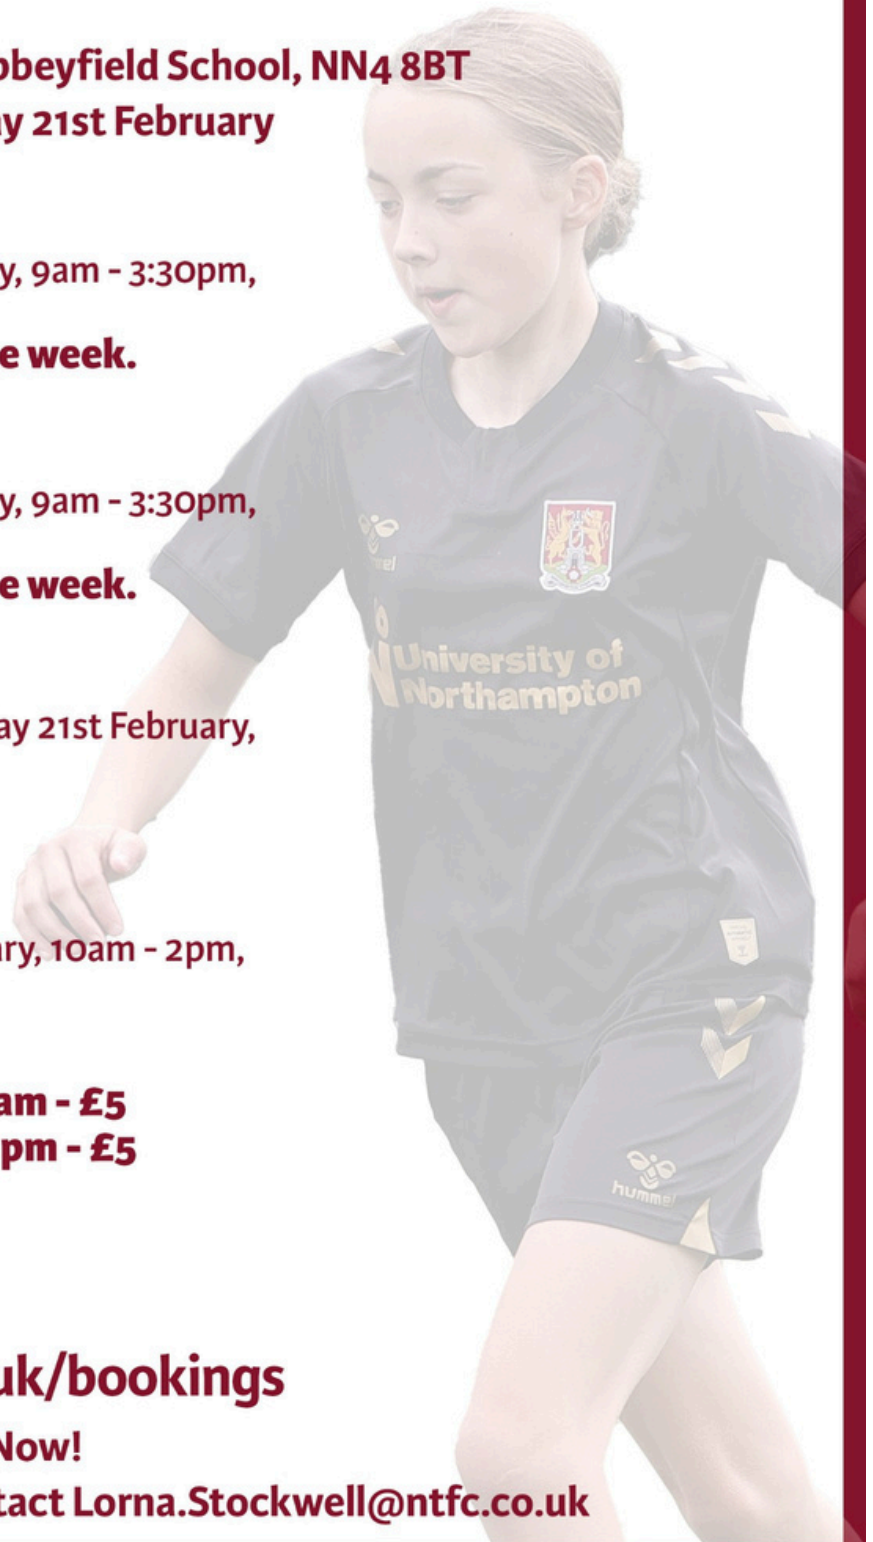 bbeyfield School, NN4 8BT
ay 21st February
y, 9am - 3:30pm,
e week.
y, 9am - 3:30pm,
e week.
hummel
University of
Northampton
ay 21st February,
ary, 10am - 2pm,
am - £5
pm - £5
hummel
uk/bookings
Now!
tact Lorna.Stockwell@ntfc.co.uk